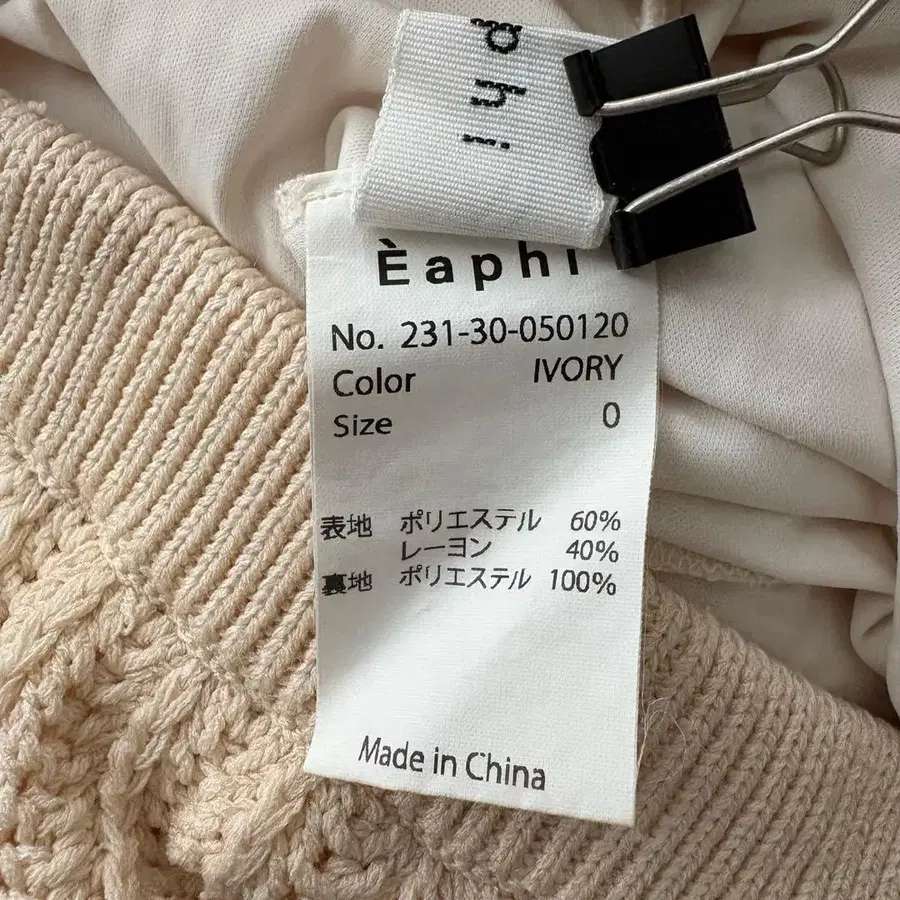 Èaphi
No. 231-30-050120
Color IVORY
Size 0
表地 ポリエステル 60%
レーヨン 40%
裏地 ポリエステル 100%
Made in China